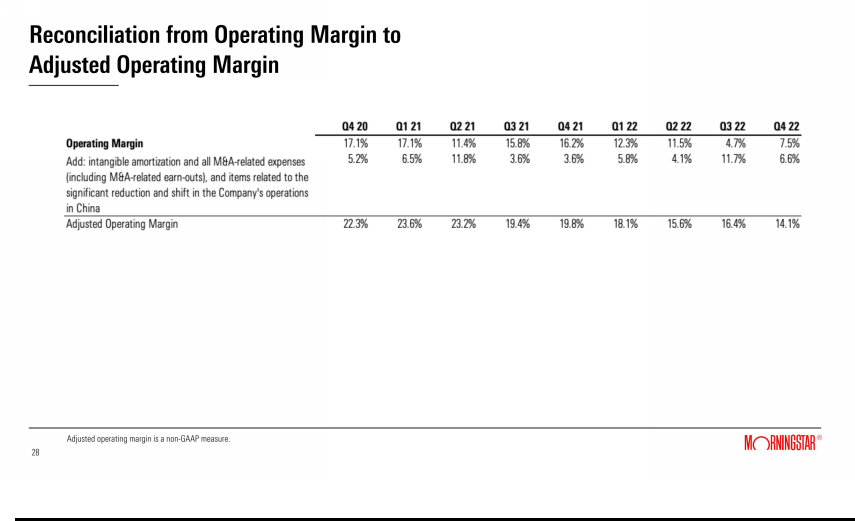 Reconciliation from Operating Margin to
Adjusted Operating Margin
Q4 20 Q1 21 Q2 21 Q3 21 Q4 21 Q1 22 Q2 22 Q3 22 Q4 22
Operating Margin 17.1% 17.1% 11.4% 15.8% 16.2% 12.3% 11.5% 4.7% 7.5%
Add: intangible amortization and all M&A-related expenses 5.2% 6.5% 11.8% 3.6% 3.6% 5.8% 4.1% 11.7% 6.6%
(including M&A-related earn-outs), and items related to the
significant reduction and shift in the Company's operations
in China
Adjusted Operating Margin 22.3% 23.6% 23.2% 19.4% 19.8% 18.1% 15.6% 16.4% 14.1%
Adjusted operating margin is a non-GAAP measure.
MORNINGSTAR®
28